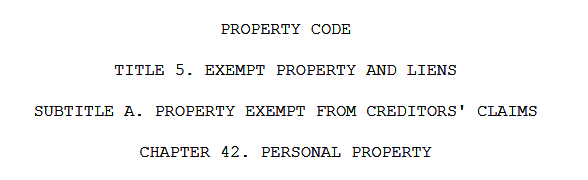 PROPERTY CODE
TITLE 5. EXEMPT PROPERTY AND LIENS
SUBTITLE A. PROPERTY EXEMPT FROM CREDITORS' CLAIMS
CHAPTER 42. PERSONAL PROPERTY